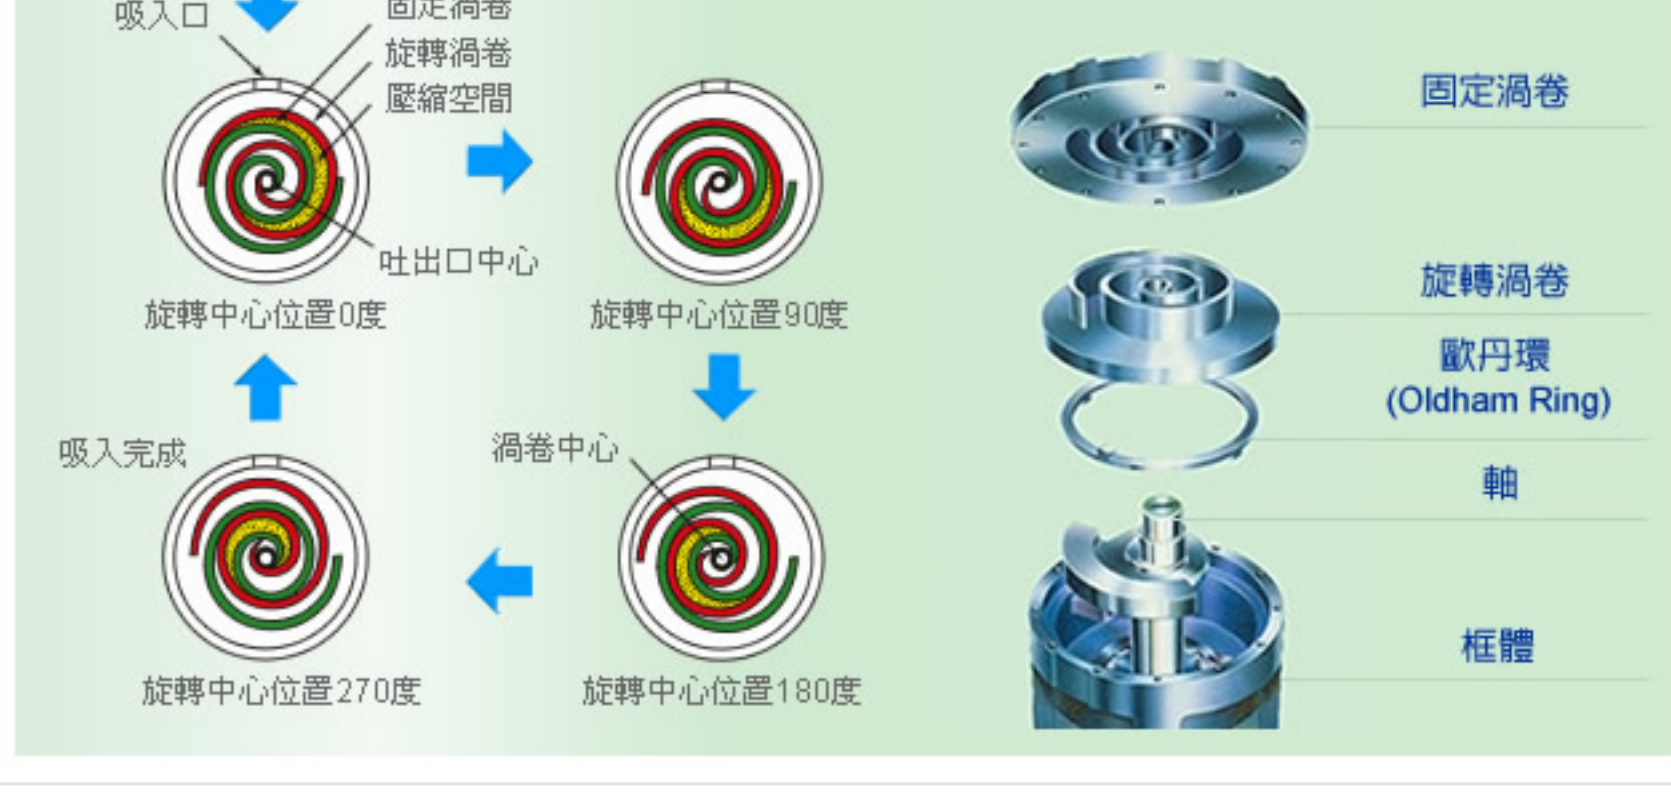 吸入口
固定渦卷
旋轉渦卷
壓縮空間
吐出口中心
旋轉中心位置0度
旋轉中心位置90度
吸入完成
渦卷中心
旋轉中心位置270度
旋轉中心位置180度
固定渦卷
旋轉渦卷
歐丹環
(Oldham Ring)
軸
框體